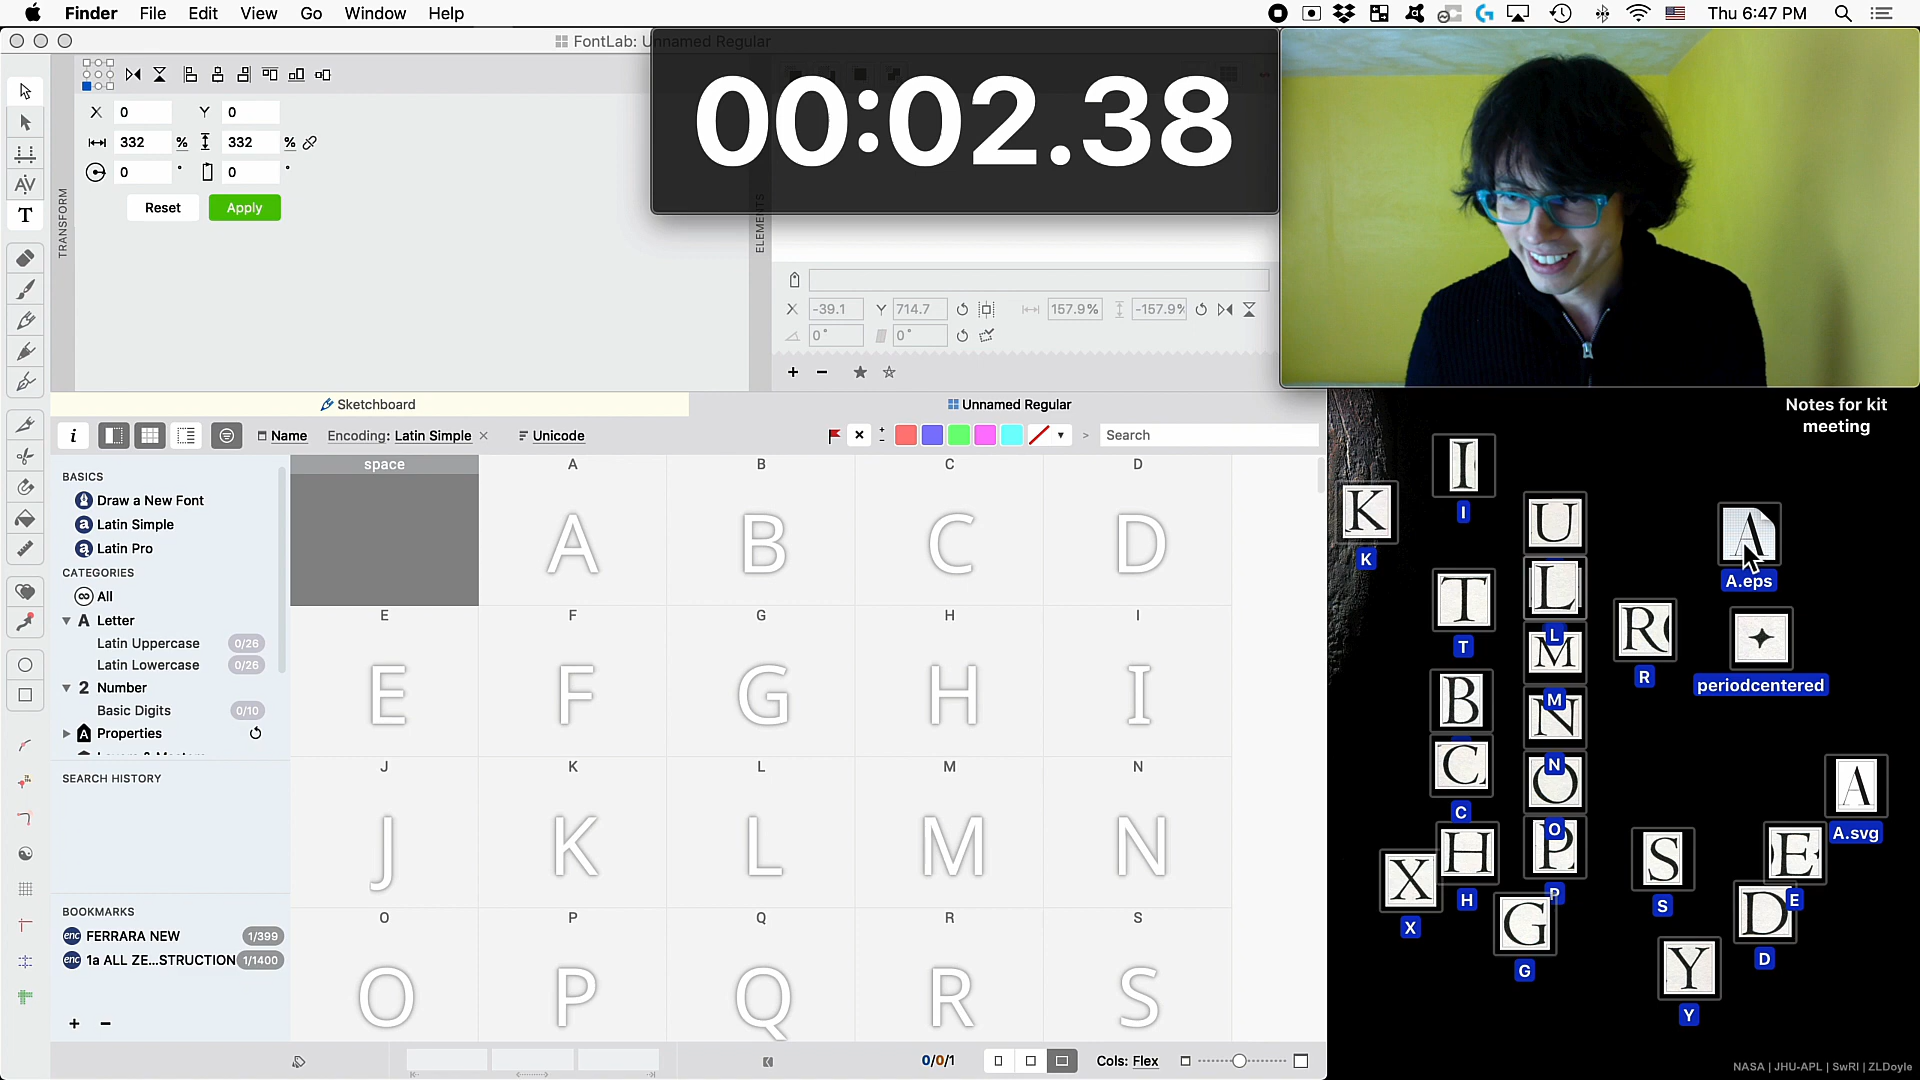 Finder File Edit View Go Window Help
Thu 6:47 PM
FontLab: Unnamed Regular
00:02.38
X 0 Y 0
332 % 332 %
0 ° 0 °
Reset Apply
TRANSFORM
ELEMENTS
X -39.1 Y 714.7 157.9% -157.9%
0° 0°
+ −
Sketchboard
Unnamed Regular
i Name Encoding: Latin Simple × Unicode
Search
BASICS
Draw a New Font
Latin Simple
Latin Pro
CATEGORIES
All
A Letter
Latin Uppercase 0/26
Latin Lowercase 0/26
2 Number
Basic Digits 0/10
Properties
SEARCH HISTORY
BOOKMARKS
enc FERRARA NEW 1/399
enc 1a ALL ZE...STRUCTION 1/1400
+ −
space A B C D
A B C D
E F G H I
E F G H I
J K L M N
J K L M N
O P Q R S
O P Q R S
0/0/1
Cols: Flex
Notes for kit
meeting
I
I
K
K
U
A
A.eps
L
L
T
T
R
R
periodcentered
M
M
B
N
N
C
C
O
O
A
A.svg
H
H
P
P
X
X
S
S
E
E
G
G
D
D
Y
Y
NASA | JHU-APL | SwRI | ZLDoyle